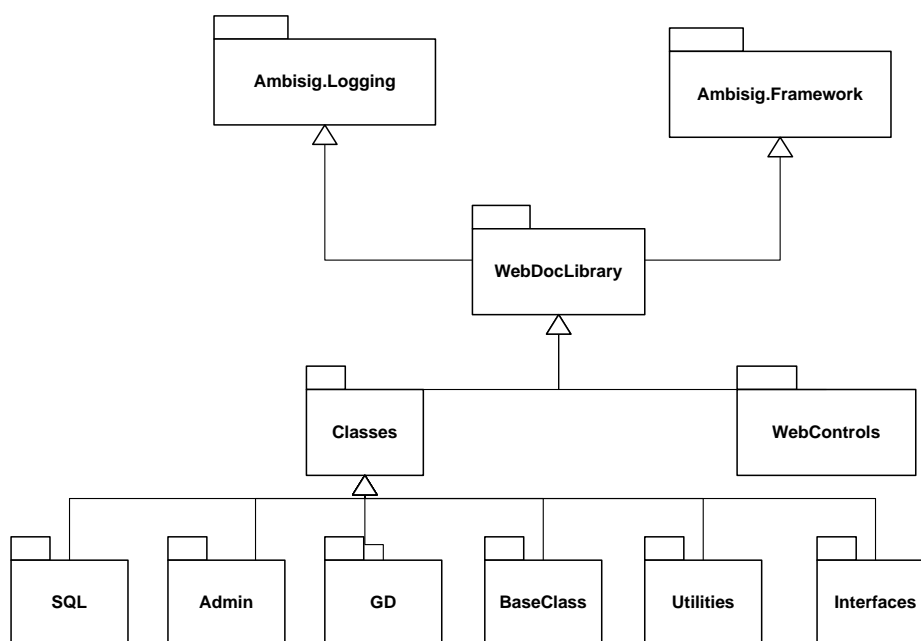 Ambisig.Logging
Ambisig.Framework
WebDocLibrary
Classes
WebControls
SQL
Admin
GD
BaseClass
Utilities
Interfaces